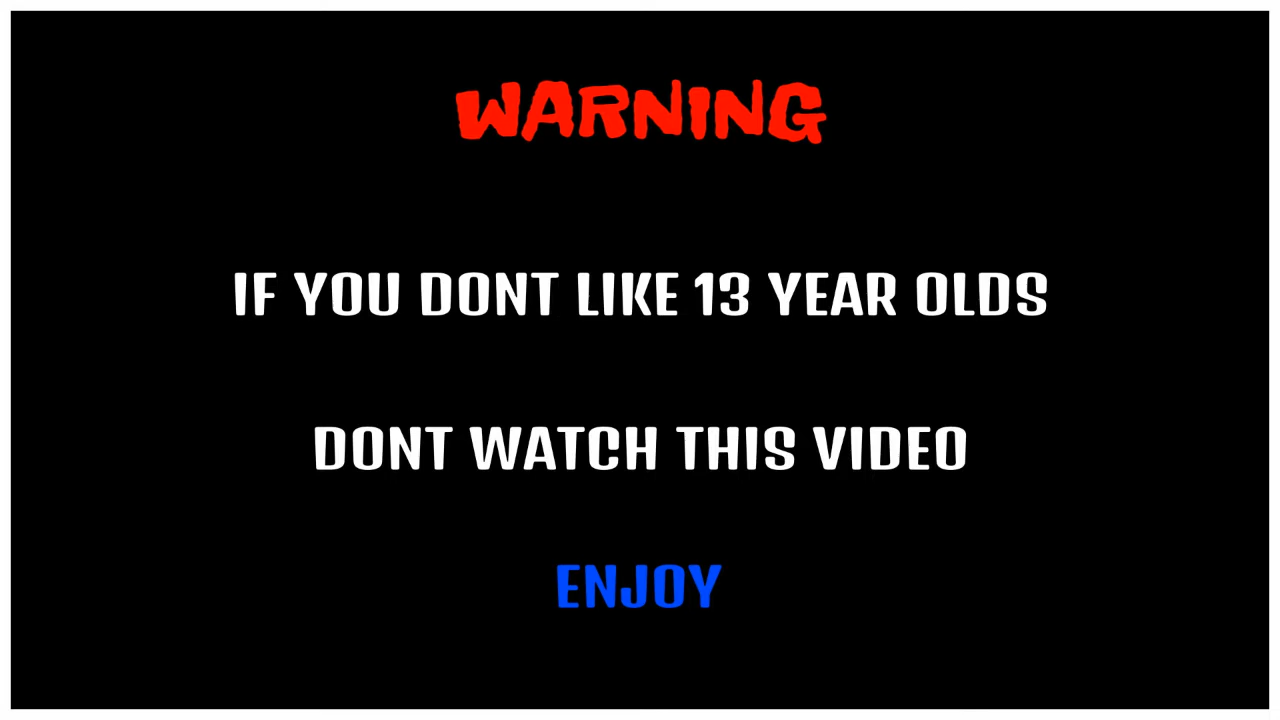 WARNING
IF YOU DONT LIKE 13 YEAR OLDS
DONT WATCH THIS VIDEO
ENJOY